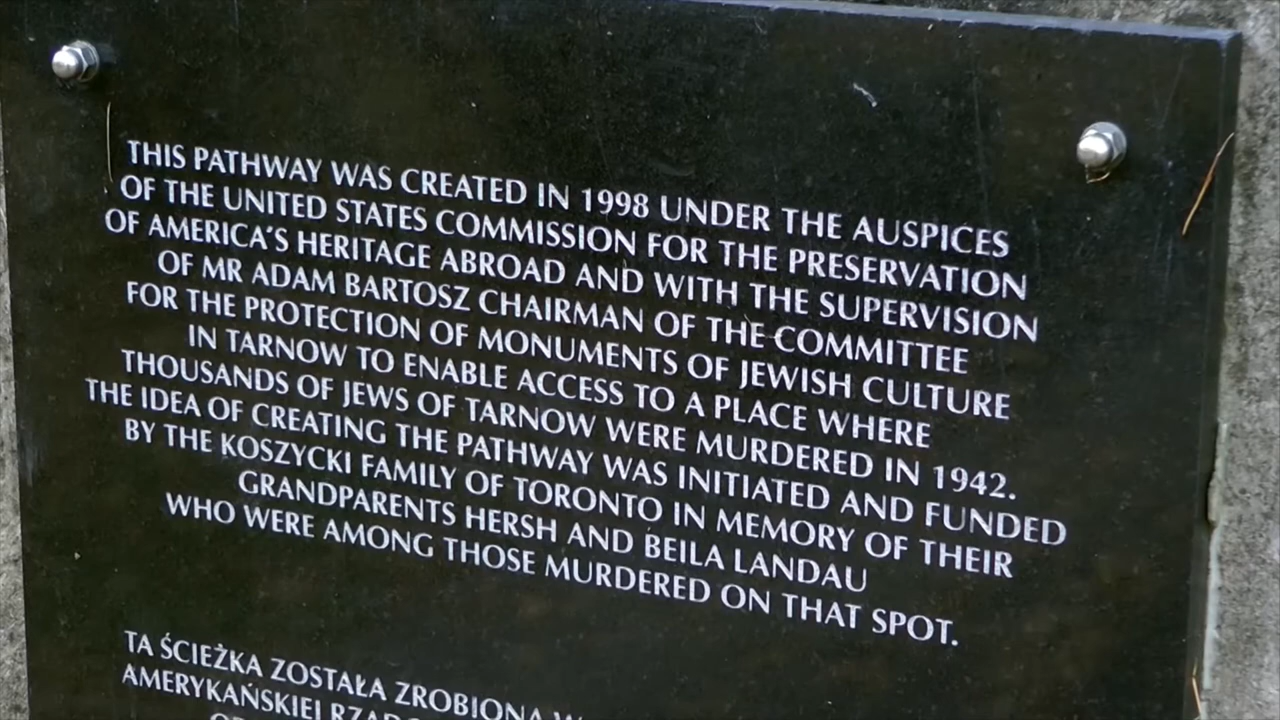 THIS PATHWAY WAS CREATED IN 1998 UNDER THE AUSPICES
OF THE UNITED STATES COMMISSION FOR THE PRESERVATION
OF AMERICA'S HERITAGE ABROAD AND WITH THE SUPERVISION
OF MR ADAM BARTOSZ CHAIRMAN OF THE COMMITTEE
FOR THE PROTECTION OF MONUMENTS OF JEWISH CULTURE
IN TARNOW TO ENABLE ACCESS TO A PLACE WHERE
THOUSANDS OF JEWS OF TARNOW WERE MURDERED IN 1942.
THE IDEA OF CREATING THE PATHWAY WAS INITIATED AND FUNDED
BY THE KOSZYCKI FAMILY OF TORONTO IN MEMORY OF THEIR
GRANDPARENTS HERSH AND BEILA LANDAU
WHO WERE AMONG THOSE MURDERED ON THAT SPOT.
TA ŚCIEŻKA ZOSTAŁA ZROBIONA W
AMERYKAŃSKIEJ